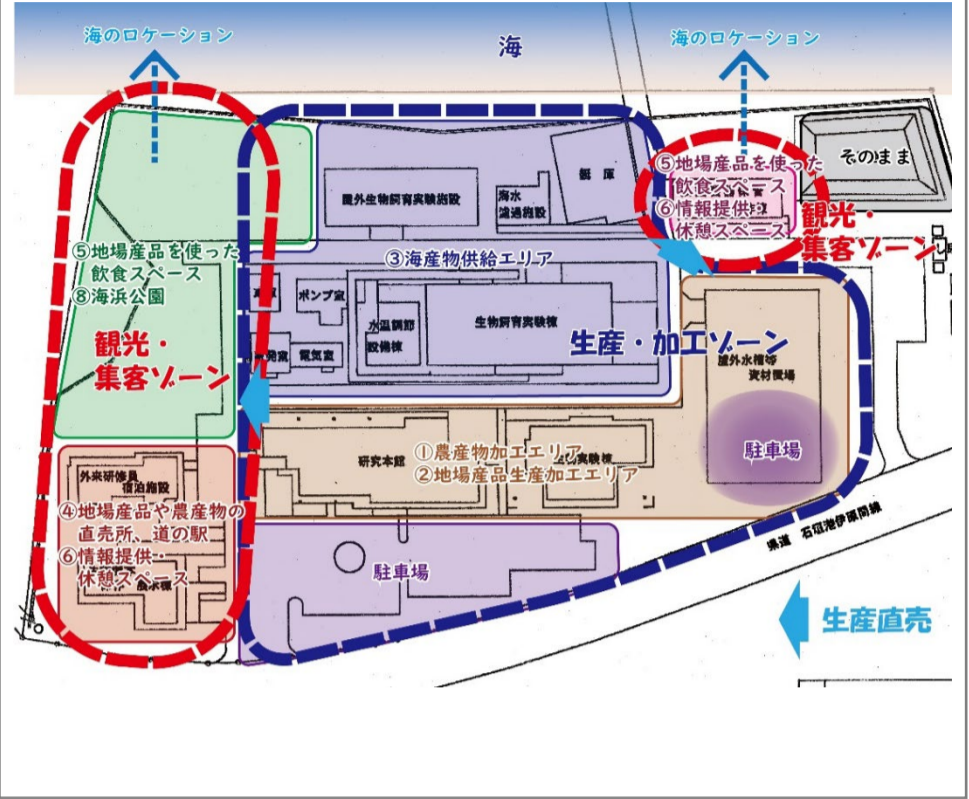 海のロケーション
海
海のロケーション
そのまま
⑤地場産品を使った
飲食スペース
⑥情報提供・
休憩スペース
観光・
集客ゾーン
屋外生物飼育実験施設
海水
濾過施設
艇庫
③海産物供給エリア
⑤地場産品を使った
飲食スペース
⑧海浜公園
観光・
集客ゾーン
ポンプ室
水温調節
設備棟
生物飼育実験棟
電気室
生産・加工ゾーン
屋外水槽等
資材置場
駐車場
研究本館
①農産物加工エリア
②地場産品生産加工エリア
外来研修員
宿泊施設
④地場産品や農産物の
直売所、道の駅
⑥情報提供・
休憩スペース
駐車場
生産直売